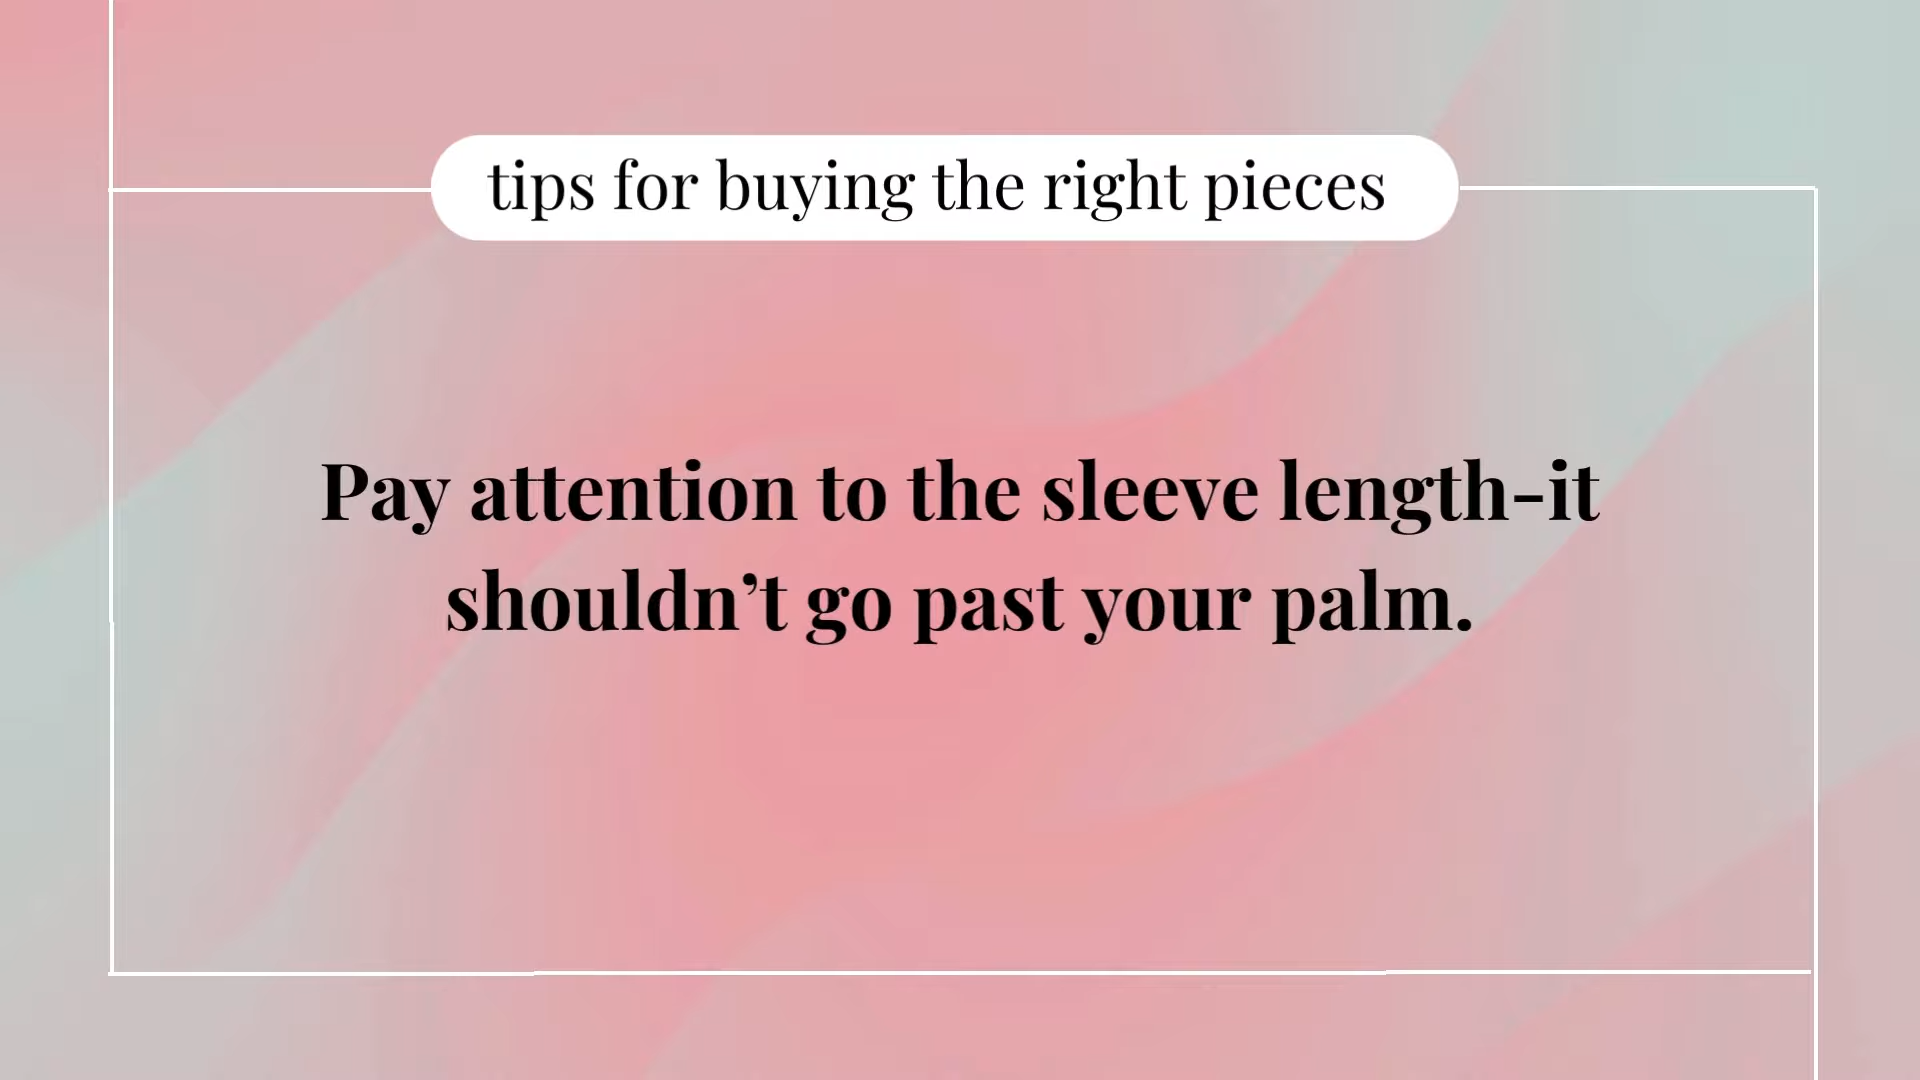 tips for buying the right pieces
Pay attention to the sleeve length-it
shouldn’t go past your palm.